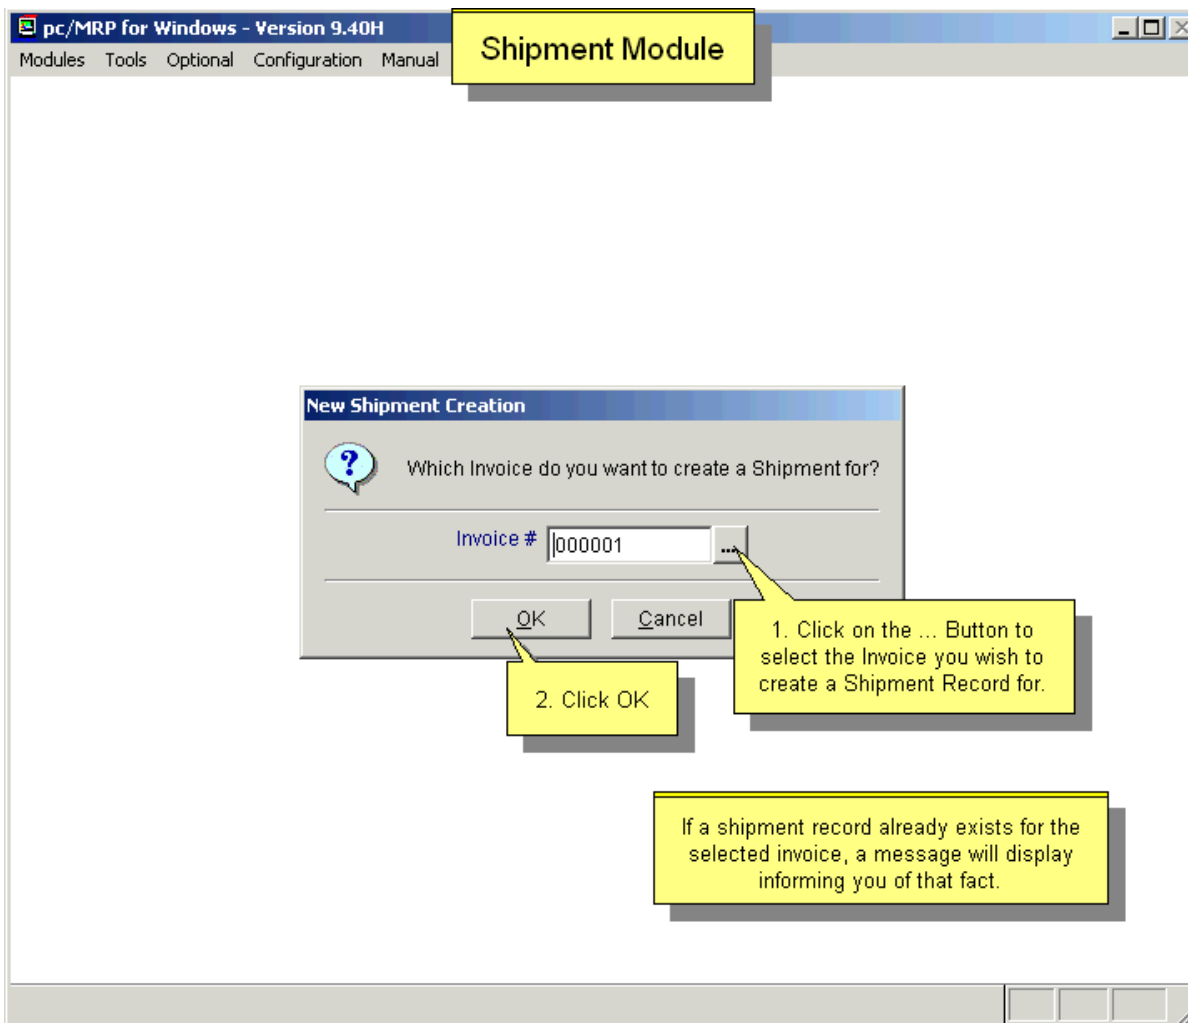 pc/MRP for Windows - Version 9.40H
Modules Tools Optional Configuration Manual
Shipment Module
New Shipment Creation
?
Which Invoice do you want to create a Shipment for?
Invoice # 000001 ...
OK Cancel
1. Click on the ... Button to
select the Invoice you wish to
create a Shipment Record for.
2. Click OK
If a shipment record already exists for the
selected invoice, a message will display
informing you of that fact.